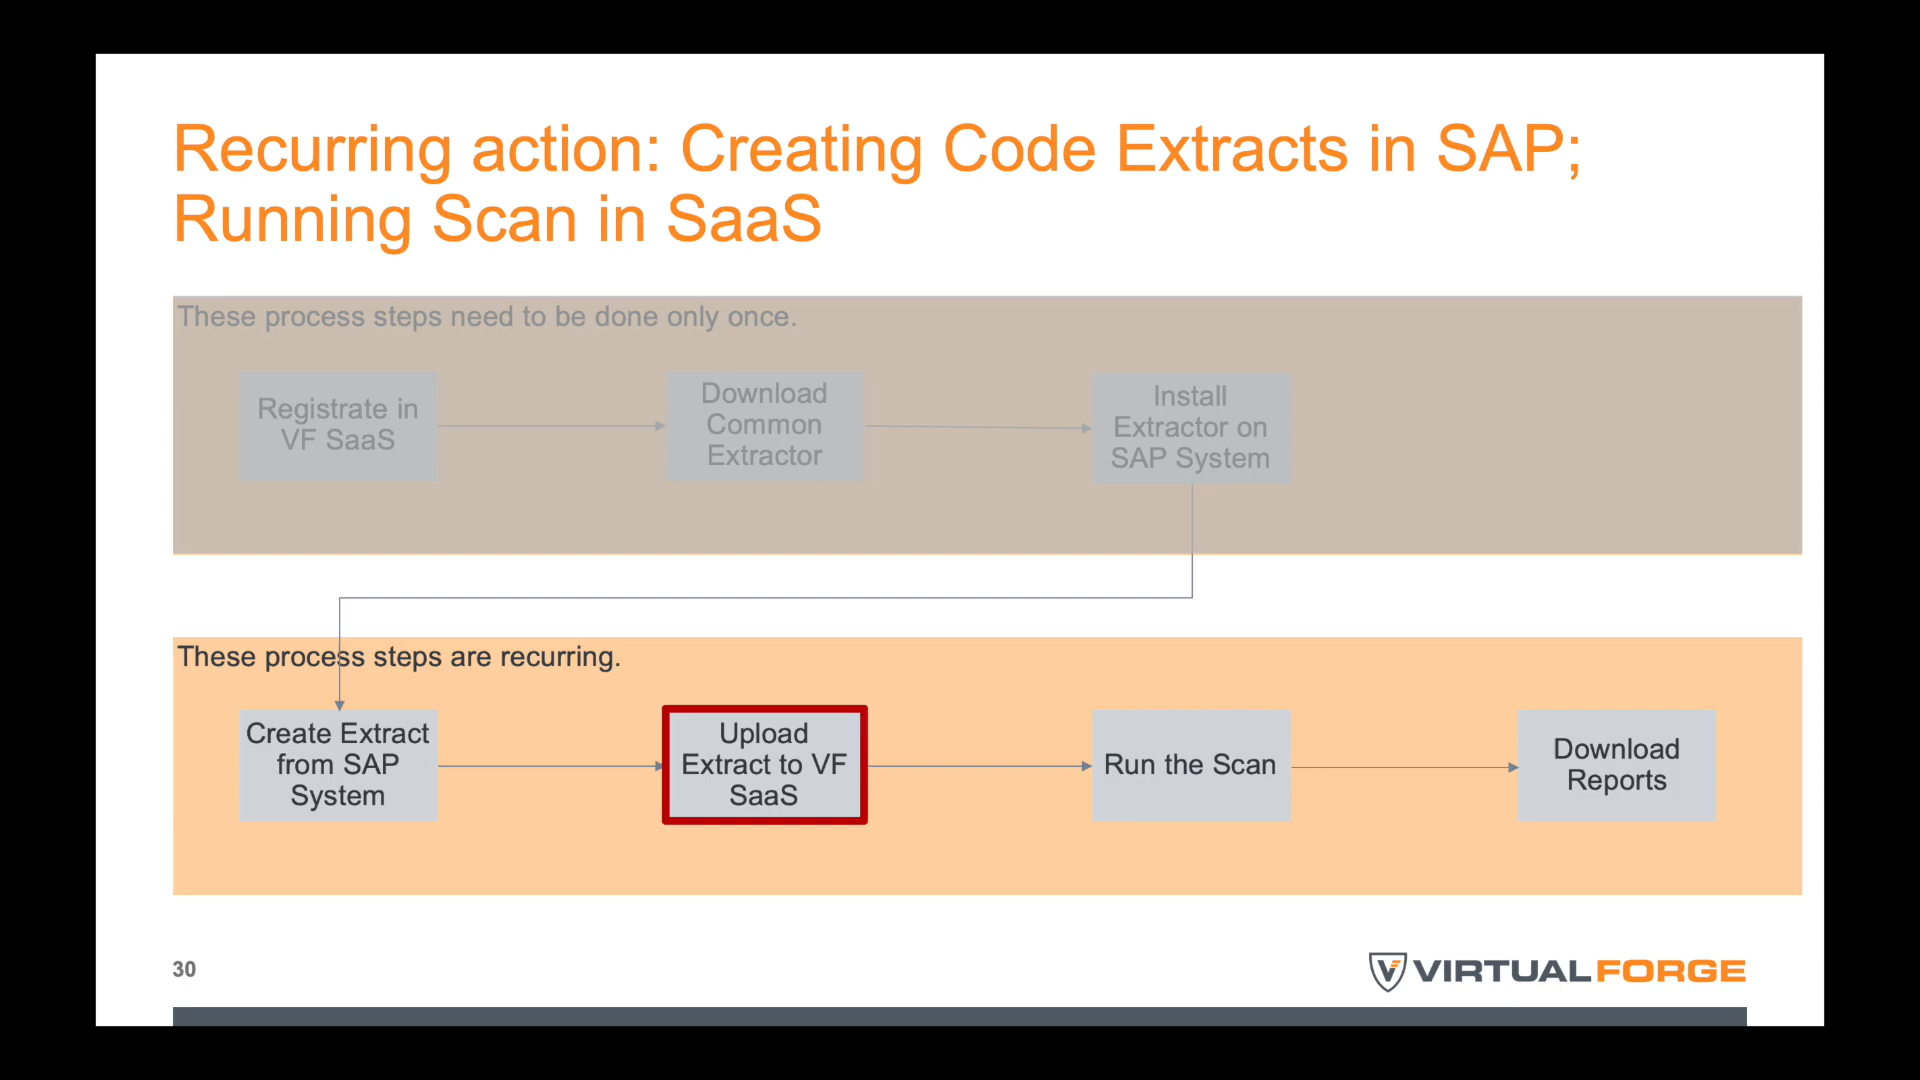 Recurring action: Creating Code Extracts in SAP;
Running Scan in SaaS
These process steps need to be done only once.
Registrate in
VF SaaS
Download
Common
Extractor
Install
Extractor on
SAP System
These process steps are recurring.
Create Extract
from SAP
System
Upload
Extract to VF
SaaS
Run the Scan
Download
Reports
30
VIRTUALFORGE